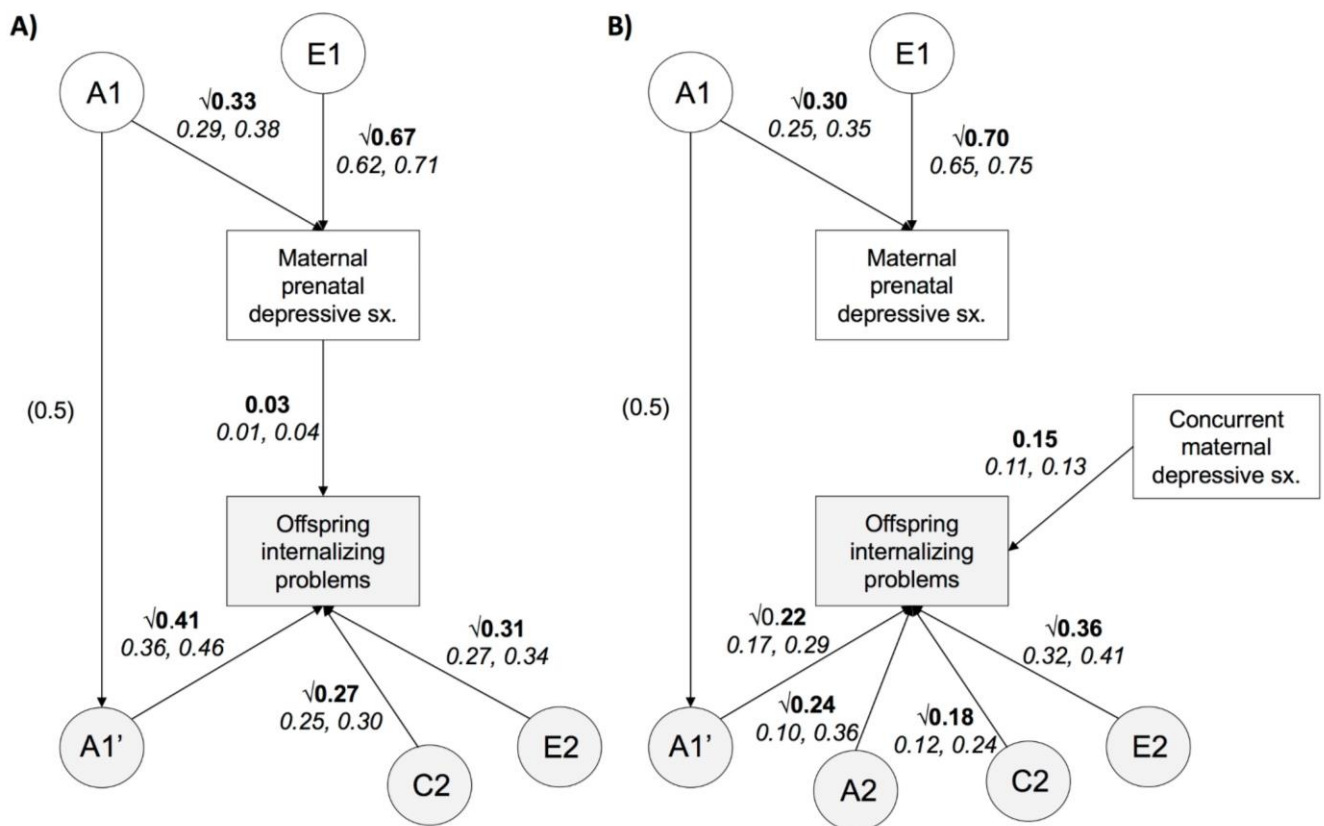 A)
E1
A1
√0.33
0.29, 0.38
√0.67
0.62, 0.71
Maternal
prenatal
depressive sx.
(0.5)
0.03
0.01, 0.04
Offspring
internalizing
problems
√0.41
0.36, 0.46
√0.31
0.27, 0.34
√0.27
0.25, 0.30
A1’
C2
E2
B)
E1
A1
√0.30
0.25, 0.35
√0.70
0.65, 0.75
Maternal
prenatal
depressive sx.
(0.5)
Concurrent
maternal
depressive sx.
0.15
0.11, 0.13
Offspring
internalizing
problems
√0.22
0.17, 0.29
√0.36
0.32, 0.41
√0.24
0.10, 0.36
√0.18
0.12, 0.24
A1’
A2
C2
E2